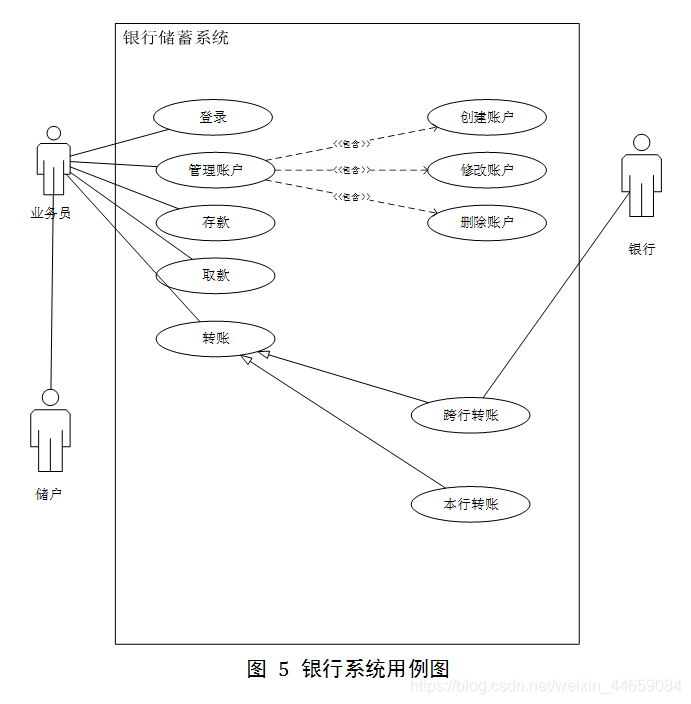 银行储蓄系统
登录
创建账户
<<包含>>
管理账户
<<包含>>
修改账户
业务员
<<包含>>
存款
删除账户
银行
取款
转账
跨行转账
储户
本行转账
图 5 银行系统用例图
https://blog.csdn.net/weixin_44659084